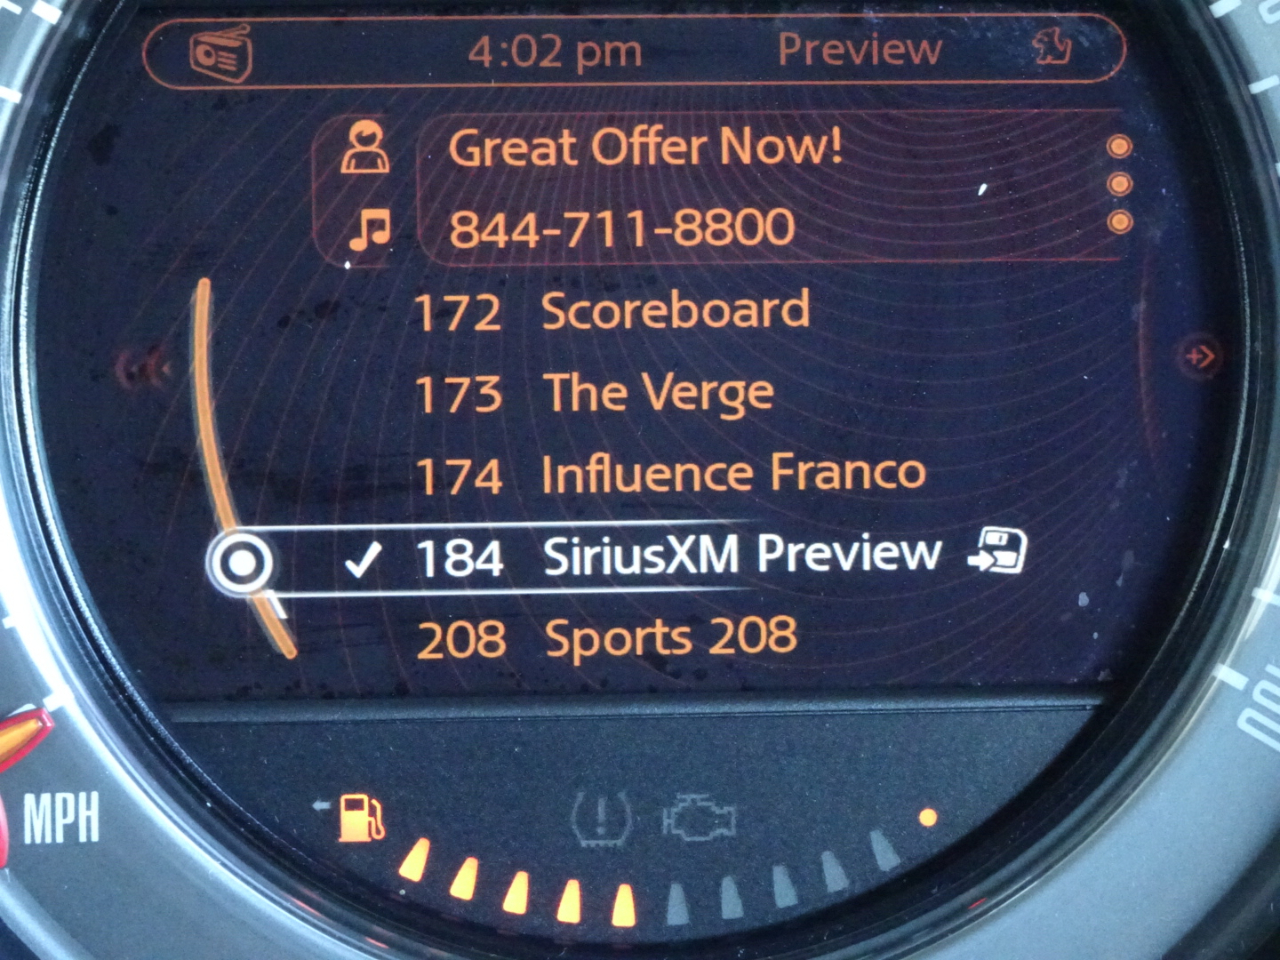 4:02 pm Preview
Great Offer Now!
844-711-8800
172 Scoreboard
173 The Verge
174 Influence Franco
184 SiriusXM Preview
208 Sports 208
MPH